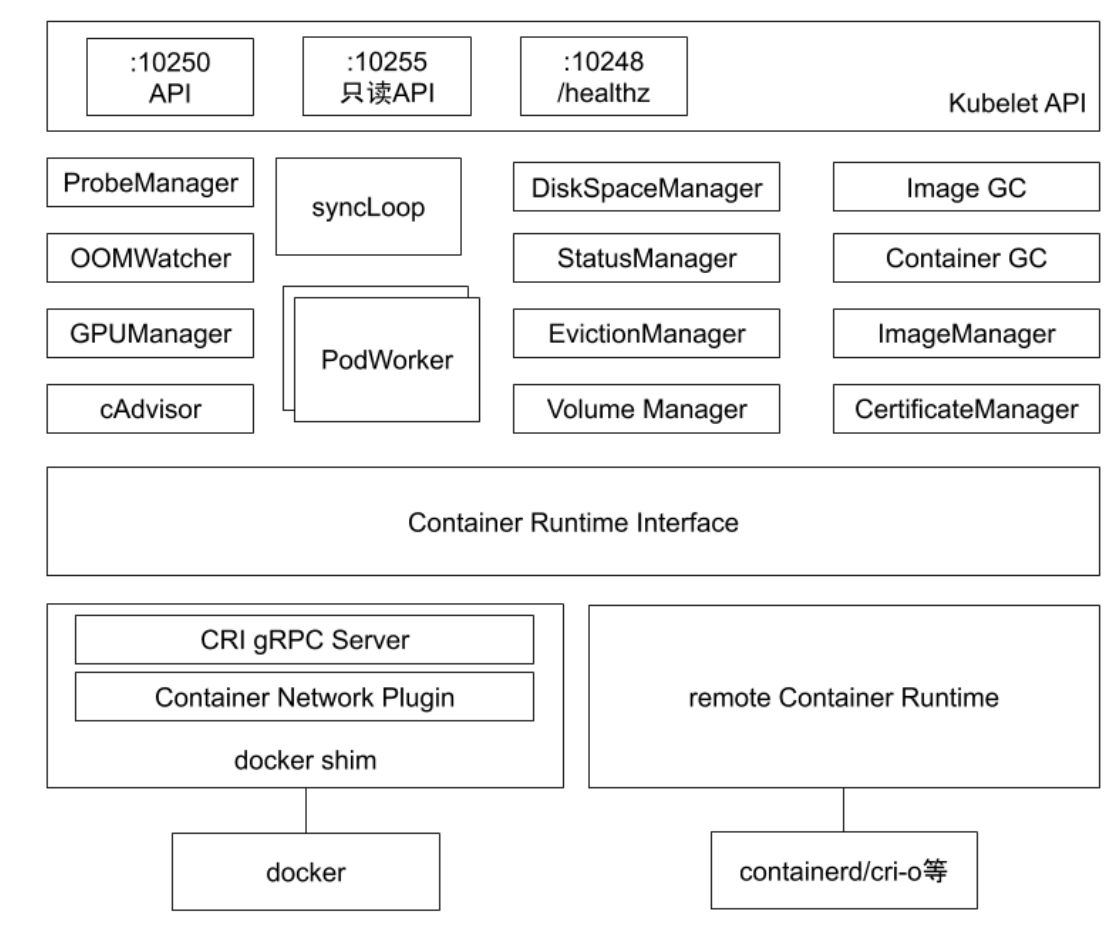 :10250
API
:10255
只读API
:10248
/healthz
Kubelet API
ProbeManager
syncLoop
DiskSpaceManager
Image GC
OOMWatcher
StatusManager
Container GC
GPUManager
PodWorker
EvictionManager
ImageManager
cAdvisor
Volume Manager
CertificateManager
Container Runtime Interface
CRI gRPC Server
Container Network Plugin
docker shim
remote Container Runtime
docker
containerd/cri-o等